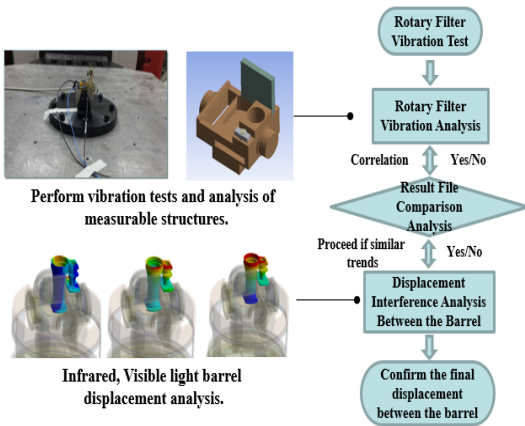 Rotary Filter
Vibration Test
Rotary Filter
Vibration Analysis
Correlation
Yes/No
Result File
Comparison
Analysis
Proceed if similar
trends
Yes/No
Displacement
Interference Analysis
Between the Barrel
Confirm the final
displacement
between the barrel
Perform vibration tests and analysis of
measurable structures.
Infrared, Visible light barrel
displacement analysis.